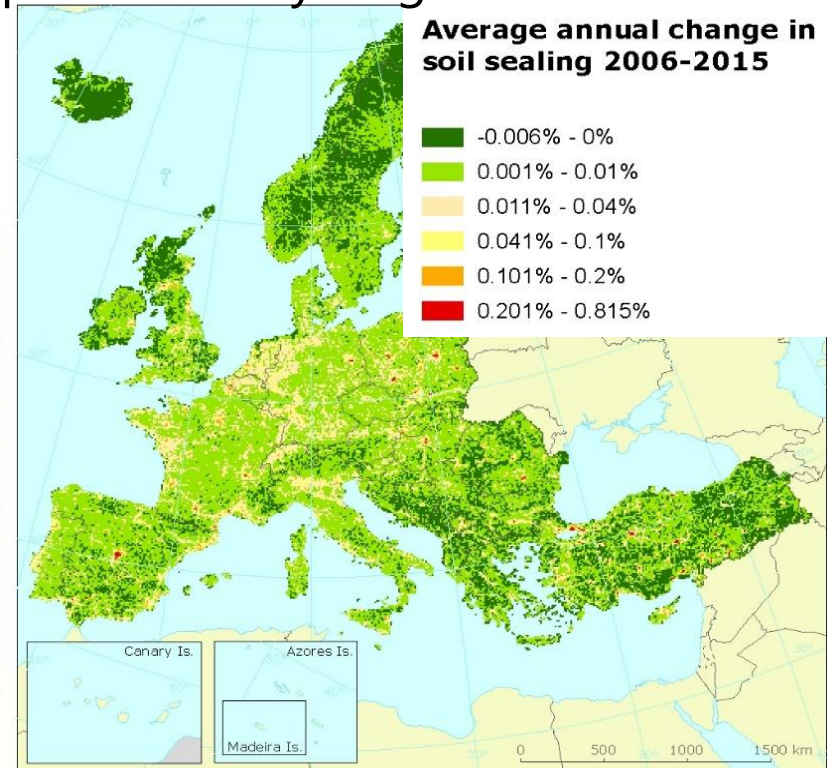 Average annual change in
soil sealing 2006-2015
-0.006% - 0%
0.001% - 0.01%
0.011% - 0.04%
0.041% - 0.1%
0.101% - 0.2%
0.201% - 0.815%
Canary Is.
Azores Is.
Madeira Is.
0 500 1000 1500 km